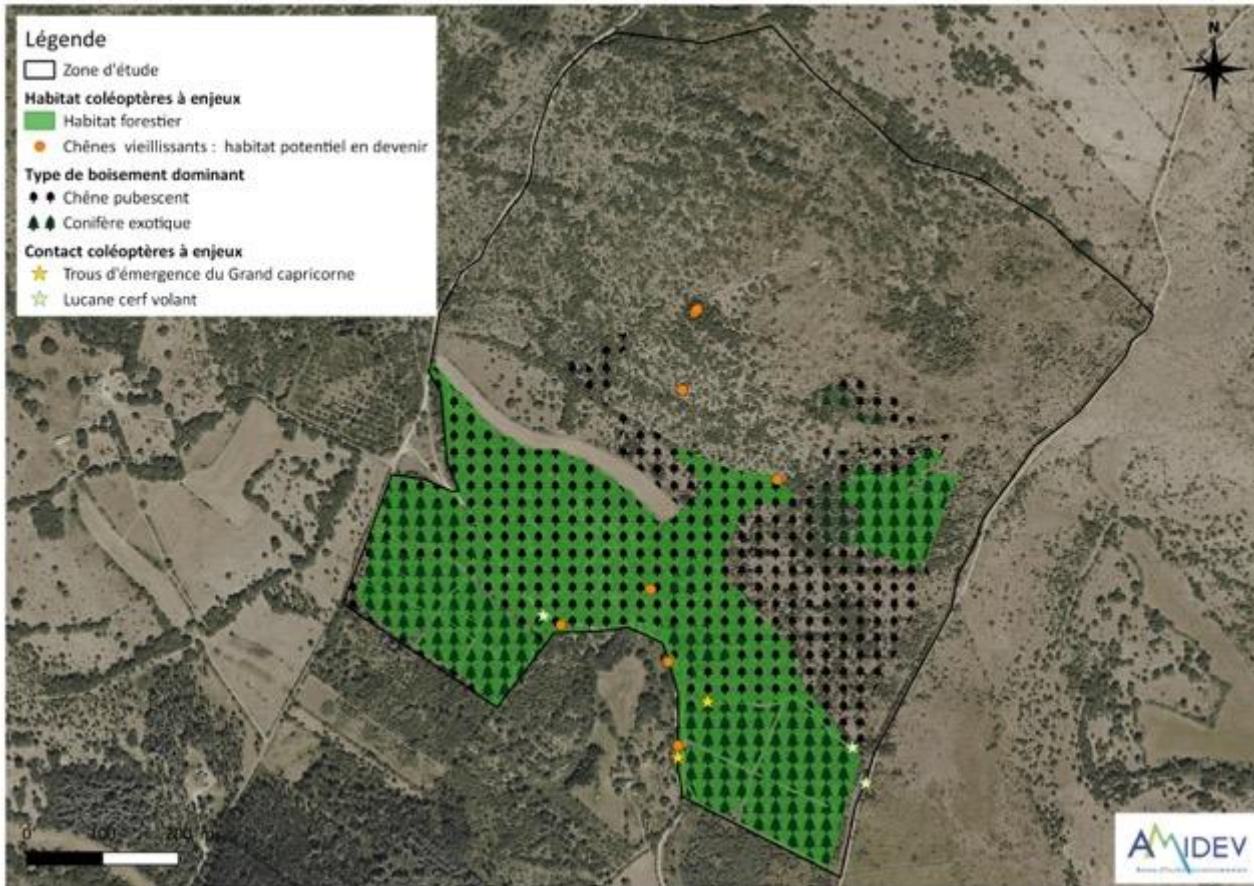 Légende
Zone d'étude
Habitat coléoptères à enjeux
Habitat forestier
Chênes vieillissants : habitat potentiel en devenir
Type de boisement dominant
Chêne pubescent
Conifère exotique
Contact coléoptères à enjeux
Trous d'émergence du Grand capricorne
Lucane cerf volant
N
0 100 200 m
AMIDEV